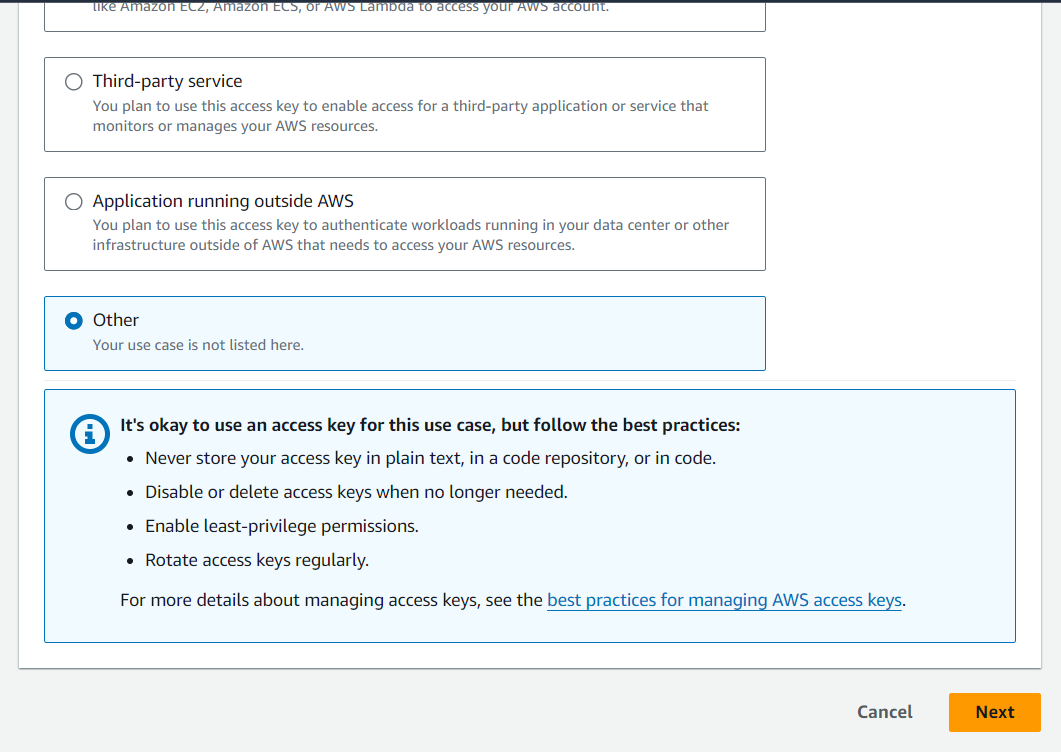 like Amazon EC2, Amazon ECS, or AWS Lambda to access your AWS account.
Third-party service
You plan to use this access key to enable access for a third-party application or service that
monitors or manages your AWS resources.
Application running outside AWS
You plan to use this access key to authenticate workloads running in your data center or other
infrastructure outside of AWS that needs to access your AWS resources.
Other
Your use case is not listed here.
It's okay to use an access key for this use case, but follow the best practices:
• Never store your access key in plain text, in a code repository, or in code.
• Disable or delete access keys when no longer needed.
• Enable least-privilege permissions.
• Rotate access keys regularly.
For more details about managing access keys, see the best practices for managing AWS access keys.
Cancel Next